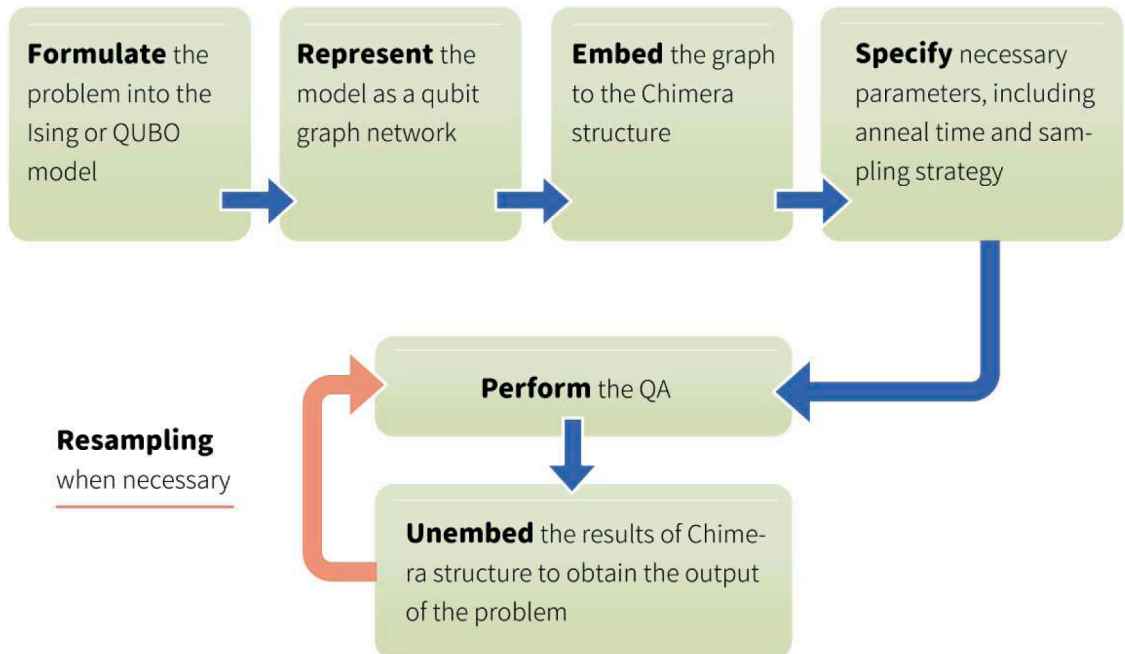 Formulate the
problem into the
Ising or QUBO
model
Represent the
model as a qubit
graph network
Embed the graph
to the Chimera
structure
Specify necessary
parameters, including
anneal time and sam-
pling strategy
Perform the QA
Resampling
when necessary
Unembed the results of Chime-
ra structure to obtain the output
of the problem